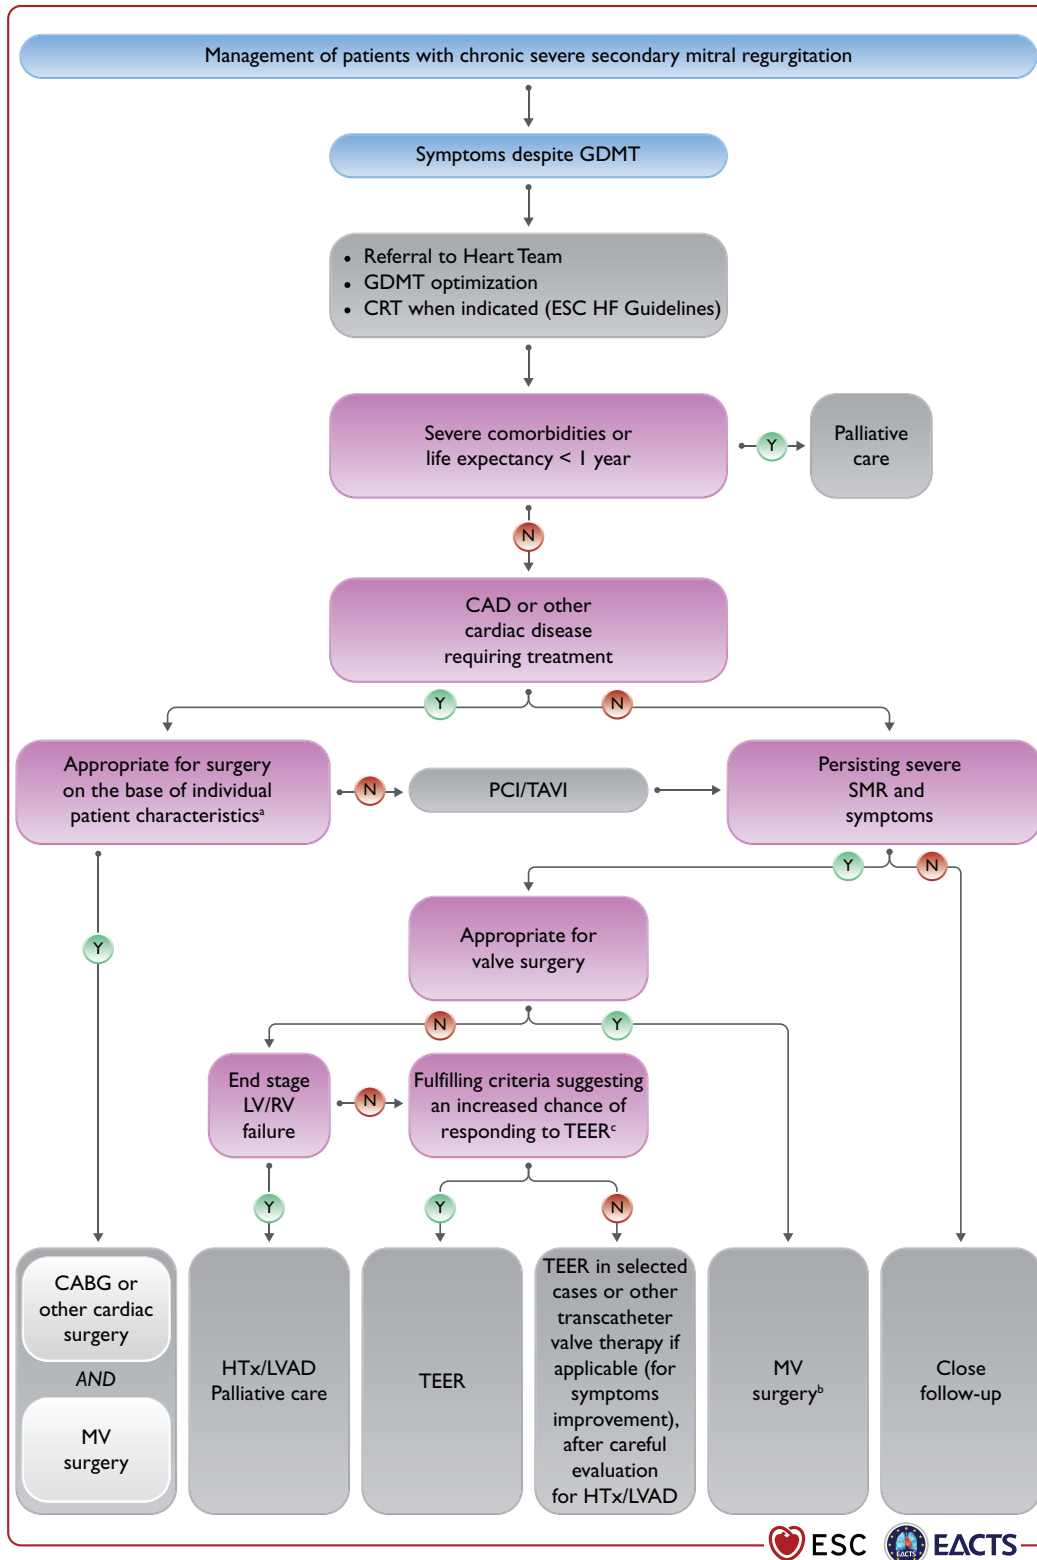 Management of patients with chronic severe secondary mitral regurgitation
Symptoms despite GDMT
• Referral to Heart Team
• GDMT optimization
• CRT when indicated (ESC HF Guidelines)
Severe comorbidities or
life expectancy < 1 year
Y
Palliative
care
N
CAD or other
cardiac disease
requiring treatment
Y
N
Appropriate for surgery
on the base of individual
patient characteristicsᵃ
N
PCI/TAVI
Persisting severe
SMR and
symptoms
Y
N
Appropriate for
valve surgery
Y
N
Y
End stage
LV/RV
failure
N
Fulfilling criteria suggesting
an increased chance of
responding to TEERᶜ
Y
Y
N
CABG or
other cardiac
surgery
AND
MV
surgery
HTx/LVAD
Palliative care
TEER
TEER in selected
cases or other
transcatheter
valve therapy if
applicable (for
symptoms
improvement),
after careful
evaluation
for HTx/LVAD
MV
surgeryᵇ
Close
follow-up
ESC
EACTS
EACTS